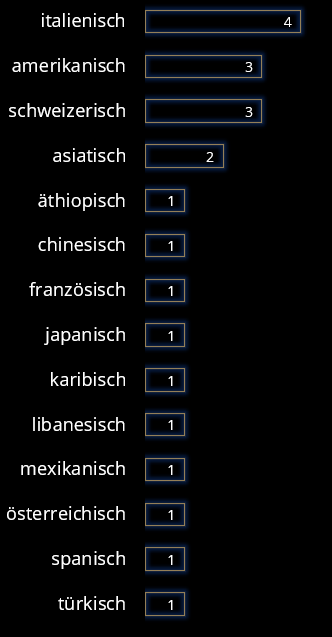 italienisch 4
amerikanisch 3
schweizerisch 3
asiatisch 2
äthiopisch 1
chinesisch 1
französisch 1
japanisch 1
karibisch 1
libanesisch 1
mexikanisch 1
österreichisch 1
spanisch 1
türkisch 1